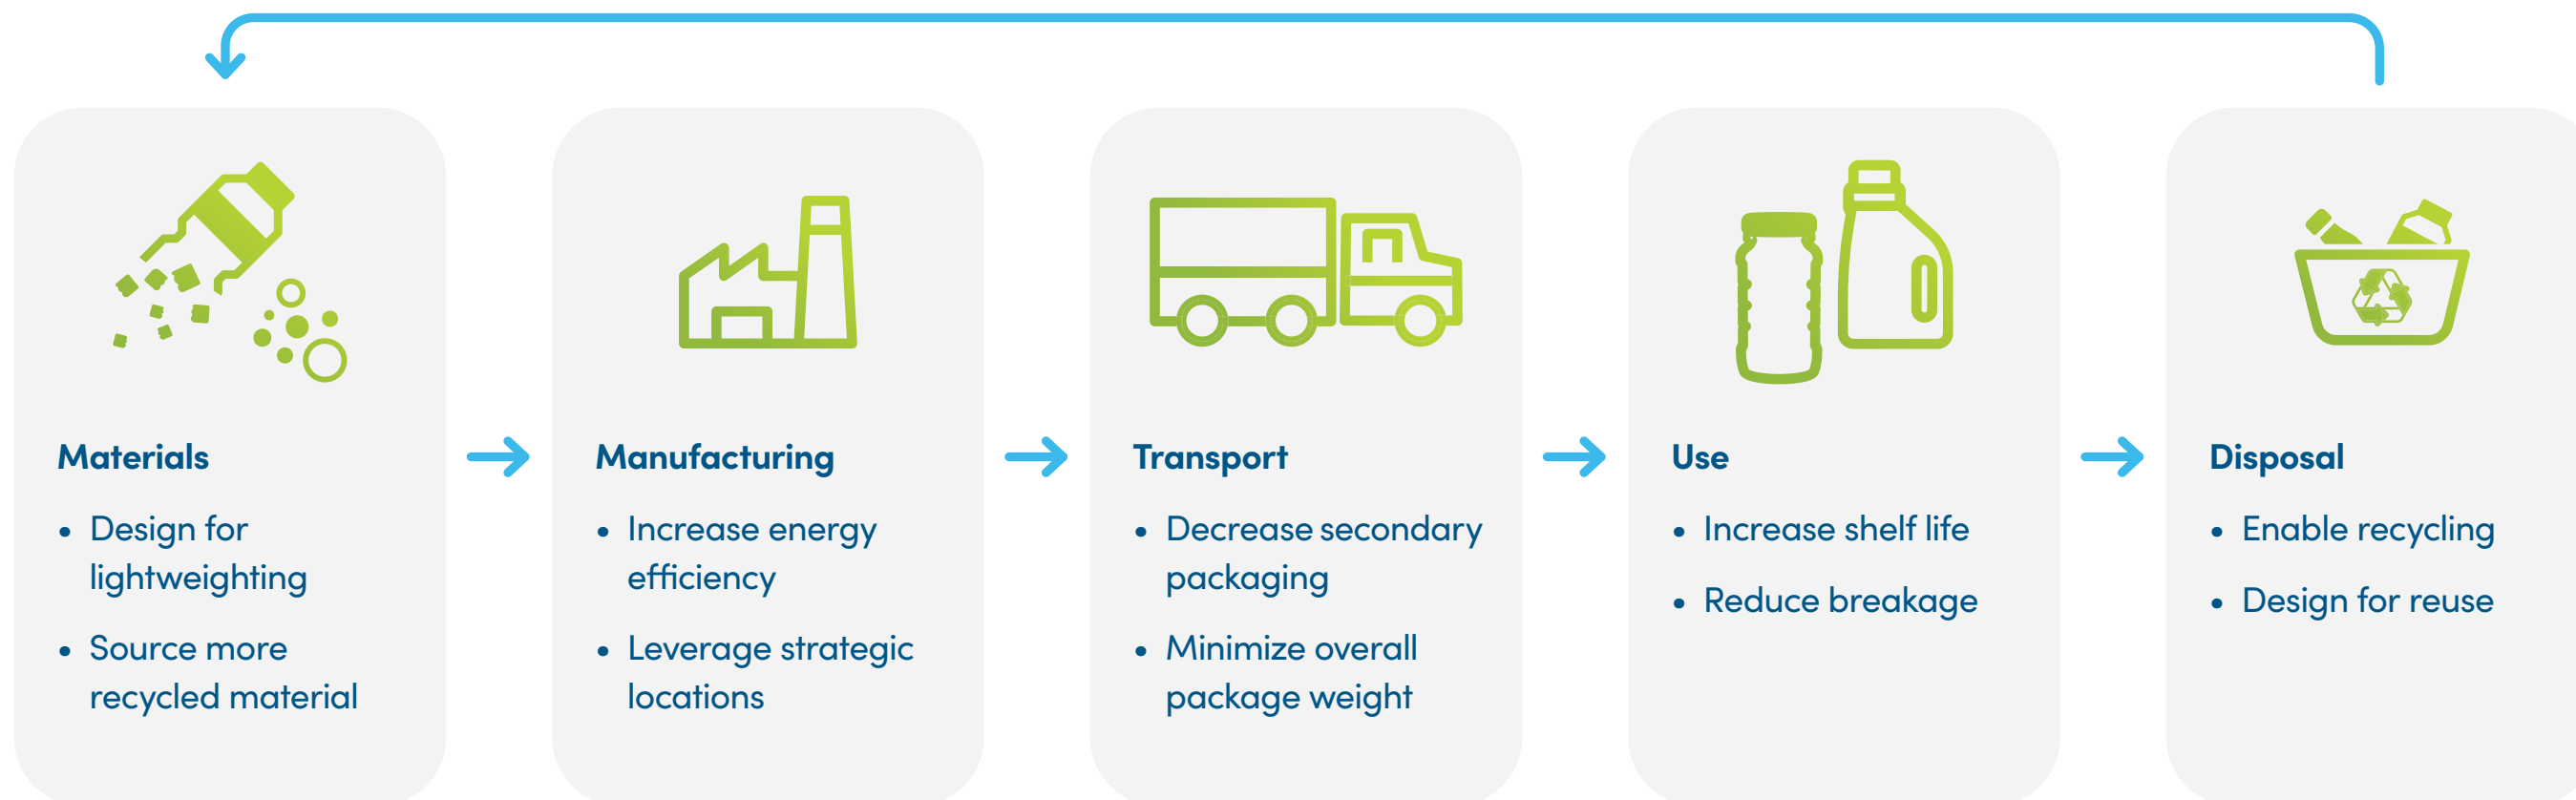 Materials
• Design for
lightweighting
• Source more
recycled material
Manufacturing
• Increase energy
efficiency
• Leverage strategic
locations
Transport
• Decrease secondary
packaging
• Minimize overall
package weight
Use
• Increase shelf life
• Reduce breakage
Disposal
• Enable recycling
• Design for reuse